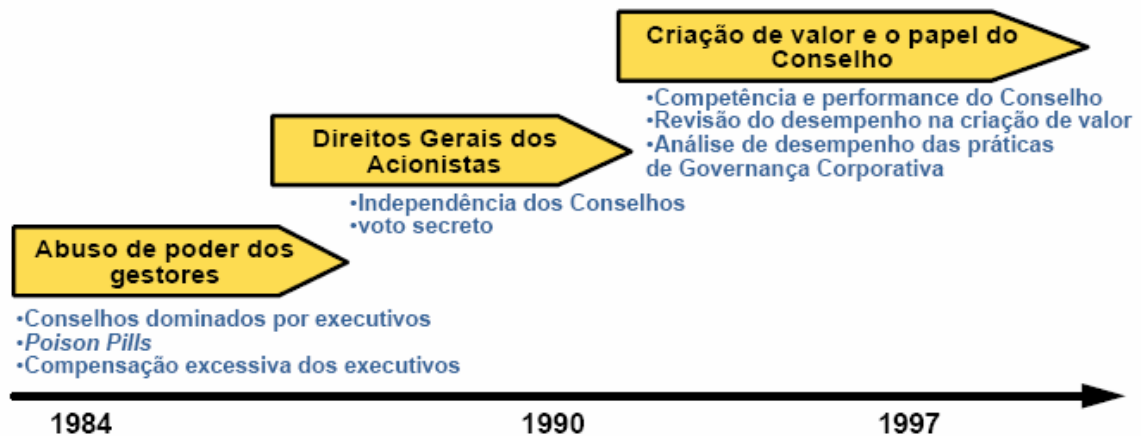 Criação de valor e o papel do
Conselho
•Competência e performance do Conselho
•Revisão do desempenho na criação de valor
•Análise de desempenho das práticas
de Governança Corporativa
Direitos Gerais dos
Acionistas
•Independência dos Conselhos
•voto secreto
Abuso de poder dos
gestores
•Conselhos dominados por executivos
•Poison Pills
•Compensação excessiva dos executivos
1984 1990 1997